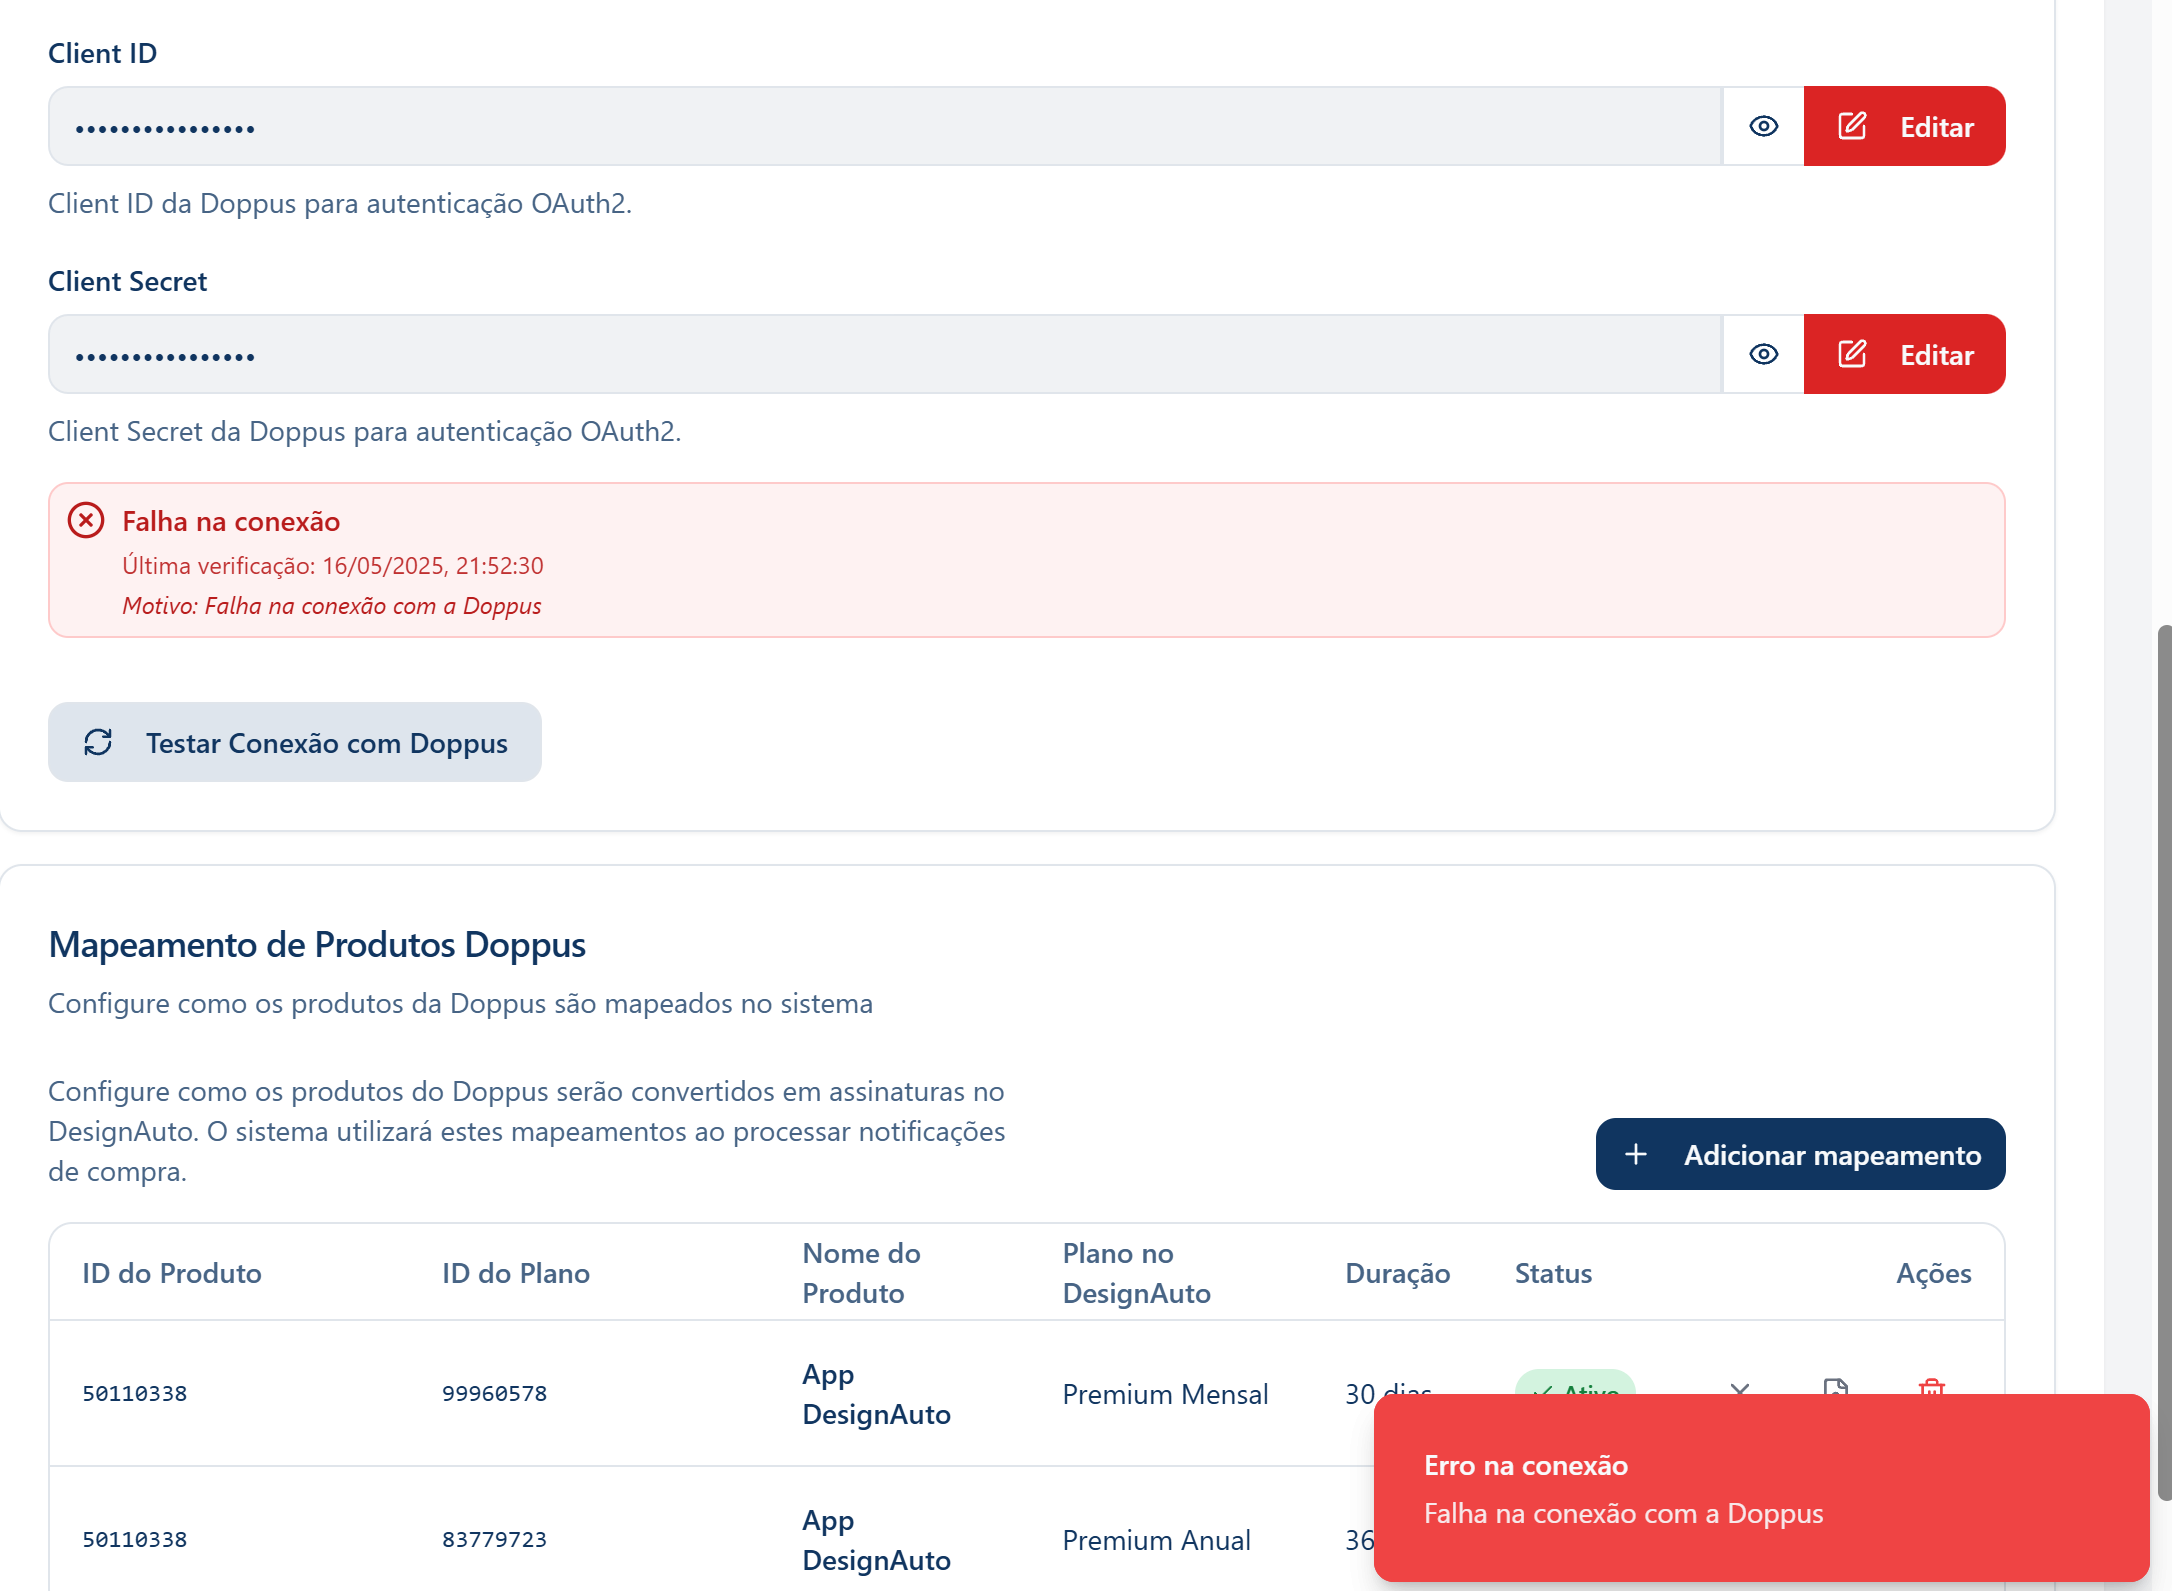 Client ID
••••••••••••••••
Editar
Client ID da Doppus para autenticação OAuth2.
Client Secret
••••••••••••••••
Editar
Client Secret da Doppus para autenticação OAuth2.
Falha na conexão
Última verificação: 16/05/2025, 21:52:30
Motivo: Falha na conexão com a Doppus
Testar Conexão com Doppus
Mapeamento de Produtos Doppus
Configure como os produtos da Doppus são mapeados no sistema
Configure como os produtos do Doppus serão convertidos em assinaturas no
DesignAuto. O sistema utilizará estes mapeamentos ao processar notificações
de compra.
Adicionar mapeamento
ID do Produto
ID do Plano
Nome do
Produto
Plano no
DesignAuto
Duração
Status
Ações
50110338
99960578
App
DesignAuto
Premium Mensal
30 dias
Ativo
50110338
83779723
App
DesignAuto
Premium Anual
36
Erro na conexão
Falha na conexão com a Doppus